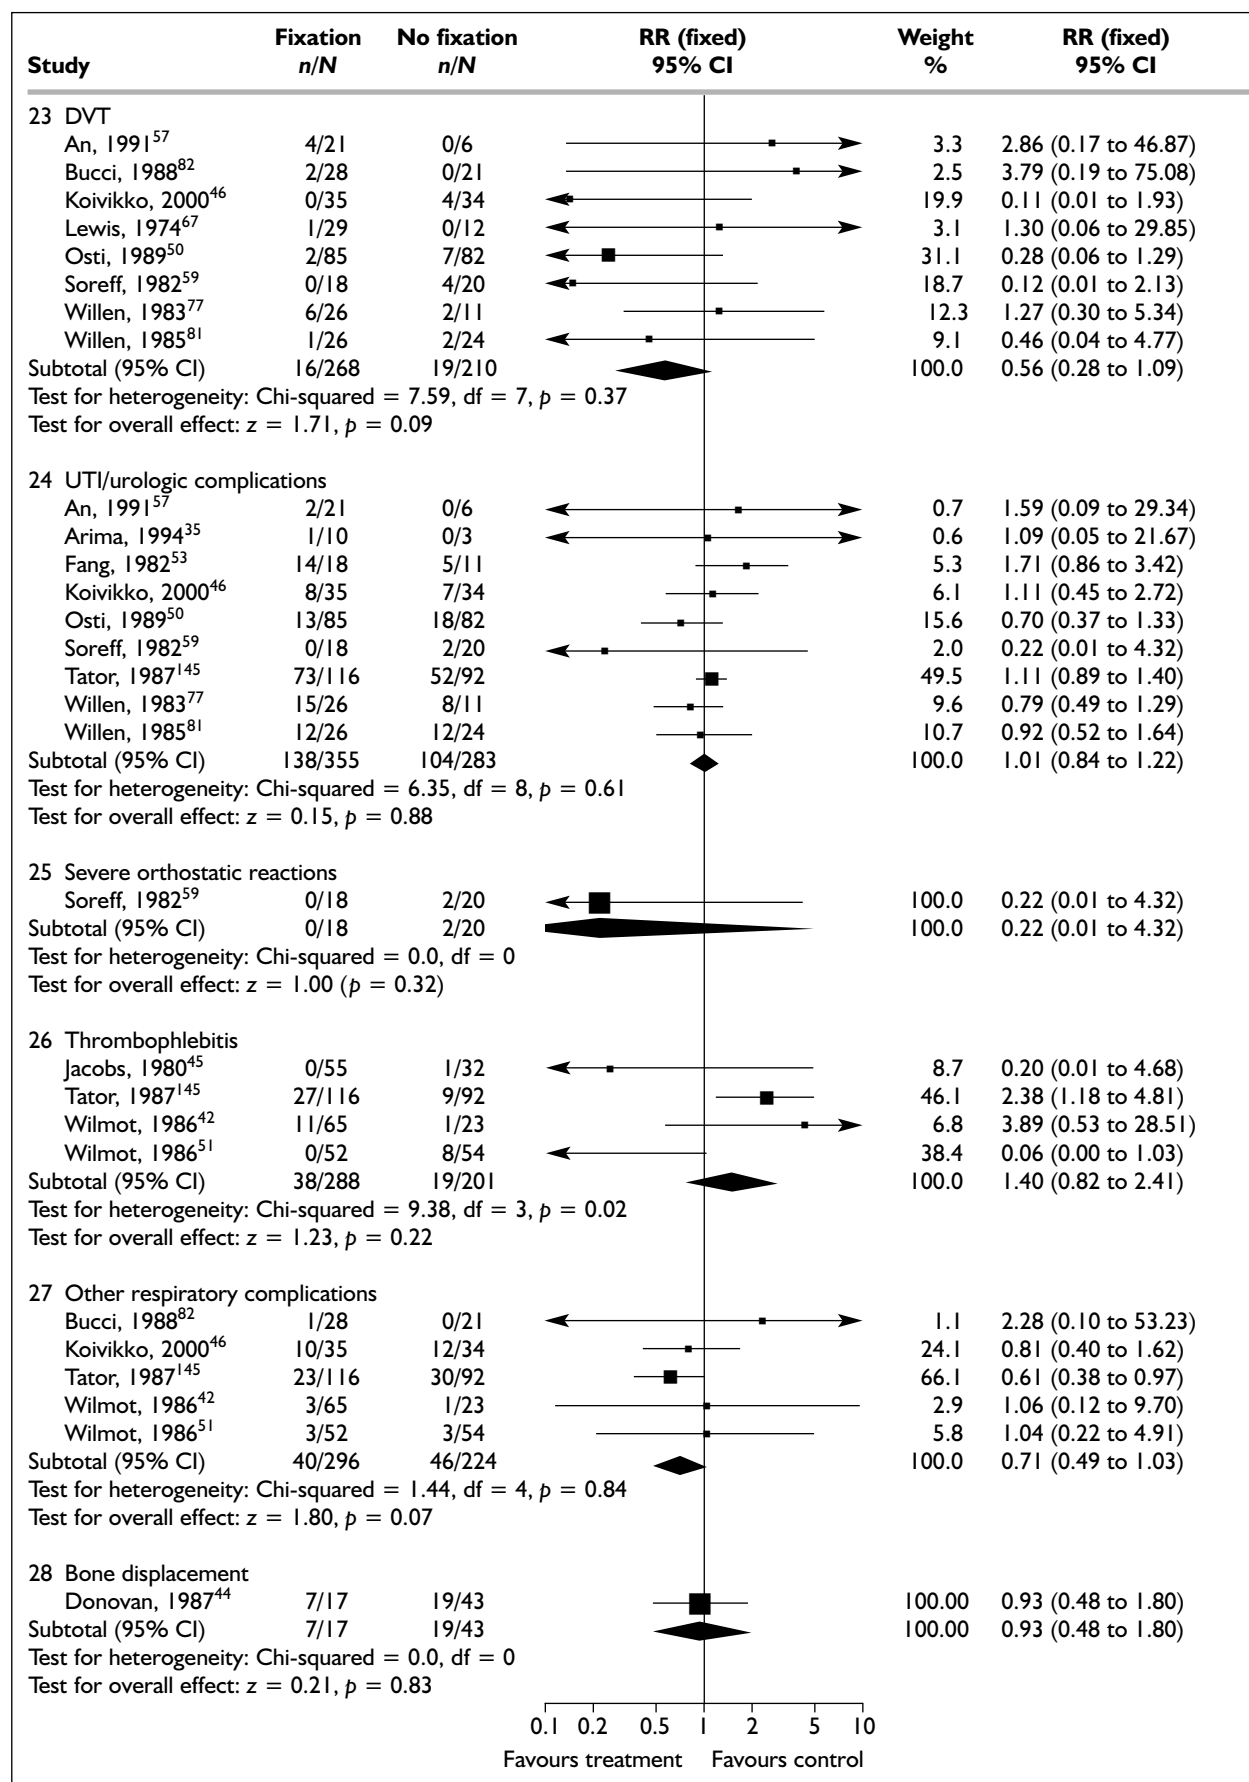 Fixation No fixation RR (fixed) Weight RR (fixed)
Study n/N n/N 95% CI % 95% CI
23 DVT
An, 1991⁵⁷ 4/21 0/6 3.3 2.86 (0.17 to 46.87)
Bucci, 1988⁸² 2/28 0/21 2.5 3.79 (0.19 to 75.08)
Koivikko, 2000⁴⁶ 0/35 4/34 19.9 0.11 (0.01 to 1.93)
Lewis, 1974⁶⁷ 1/29 0/12 3.1 1.30 (0.06 to 29.85)
Osti, 1989⁵⁰ 2/85 7/82 31.1 0.28 (0.06 to 1.29)
Soreff, 1982⁵⁹ 0/18 4/20 18.7 0.12 (0.01 to 2.13)
Willen, 1983⁷⁷ 6/26 2/11 12.3 1.27 (0.30 to 5.34)
Willen, 1985⁸¹ 1/26 2/24 9.1 0.46 (0.04 to 4.77)
Subtotal (95% CI) 16/268 19/210 100.0 0.56 (0.28 to 1.09)
Test for heterogeneity: Chi-squared = 7.59, df = 7, p = 0.37
Test for overall effect: z = 1.71, p = 0.09
24 UTI/urologic complications
An, 1991⁵⁷ 2/21 0/6 0.7 1.59 (0.09 to 29.34)
Arima, 1994³⁵ 1/10 0/3 0.6 1.09 (0.05 to 21.67)
Fang, 1982⁵³ 14/18 5/11 5.3 1.71 (0.86 to 3.42)
Koivikko, 2000⁴⁶ 8/35 7/34 6.1 1.11 (0.45 to 2.72)
Osti, 1989⁵⁰ 13/85 18/82 15.6 0.70 (0.37 to 1.33)
Soreff, 1982⁵⁹ 0/18 2/20 2.0 0.22 (0.01 to 4.32)
Tator, 1987¹⁴⁵ 73/116 52/92 49.5 1.11 (0.89 to 1.40)
Willen, 1983⁷⁷ 15/26 8/11 9.6 0.79 (0.49 to 1.29)
Willen, 1985⁸¹ 12/26 12/24 10.7 0.92 (0.52 to 1.64)
Subtotal (95% CI) 138/355 104/283 100.0 1.01 (0.84 to 1.22)
Test for heterogeneity: Chi-squared = 6.35, df = 8, p = 0.61
Test for overall effect: z = 0.15, p = 0.88
25 Severe orthostatic reactions
Soreff, 1982⁵⁹ 0/18 2/20 100.0 0.22 (0.01 to 4.32)
Subtotal (95% CI) 0/18 2/20 100.0 0.22 (0.01 to 4.32)
Test for heterogeneity: Chi-squared = 0.0, df = 0
Test for overall effect: z = 1.00 (p = 0.32)
26 Thrombophlebitis
Jacobs, 1980⁴⁵ 0/55 1/32 8.7 0.20 (0.01 to 4.68)
Tator, 1987¹⁴⁵ 27/116 9/92 46.1 2.38 (1.18 to 4.81)
Wilmot, 1986⁴² 11/65 1/23 6.8 3.89 (0.53 to 28.51)
Wilmot, 1986⁵¹ 0/52 8/54 38.4 0.06 (0.00 to 1.03)
Subtotal (95% CI) 38/288 19/201 100.0 1.40 (0.82 to 2.41)
Test for heterogeneity: Chi-squared = 9.38, df = 3, p = 0.02
Test for overall effect: z = 1.23, p = 0.22
27 Other respiratory complications
Bucci, 1988⁸² 1/28 0/21 1.1 2.28 (0.10 to 53.23)
Koivikko, 2000⁴⁶ 10/35 12/34 24.1 0.81 (0.40 to 1.62)
Tator, 1987¹⁴⁵ 23/116 30/92 66.1 0.61 (0.38 to 0.97)
Wilmot, 1986⁴² 3/65 1/23 2.9 1.06 (0.12 to 9.70)
Wilmot, 1986⁵¹ 3/52 3/54 5.8 1.04 (0.22 to 4.91)
Subtotal (95% CI) 40/296 46/224 100.0 0.71 (0.49 to 1.03)
Test for heterogeneity: Chi-squared = 1.44, df = 4, p = 0.84
Test for overall effect: z = 1.80, p = 0.07
28 Bone displacement
Donovan, 1987⁴⁴ 7/17 19/43 100.00 0.93 (0.48 to 1.80)
Subtotal (95% CI) 7/17 19/43 100.00 0.93 (0.48 to 1.80)
Test for heterogeneity: Chi-squared = 0.0, df = 0
Test for overall effect: z = 0.21, p = 0.83
0.1 0.2 0.5 1 2 5 10
Favours treatment Favours control